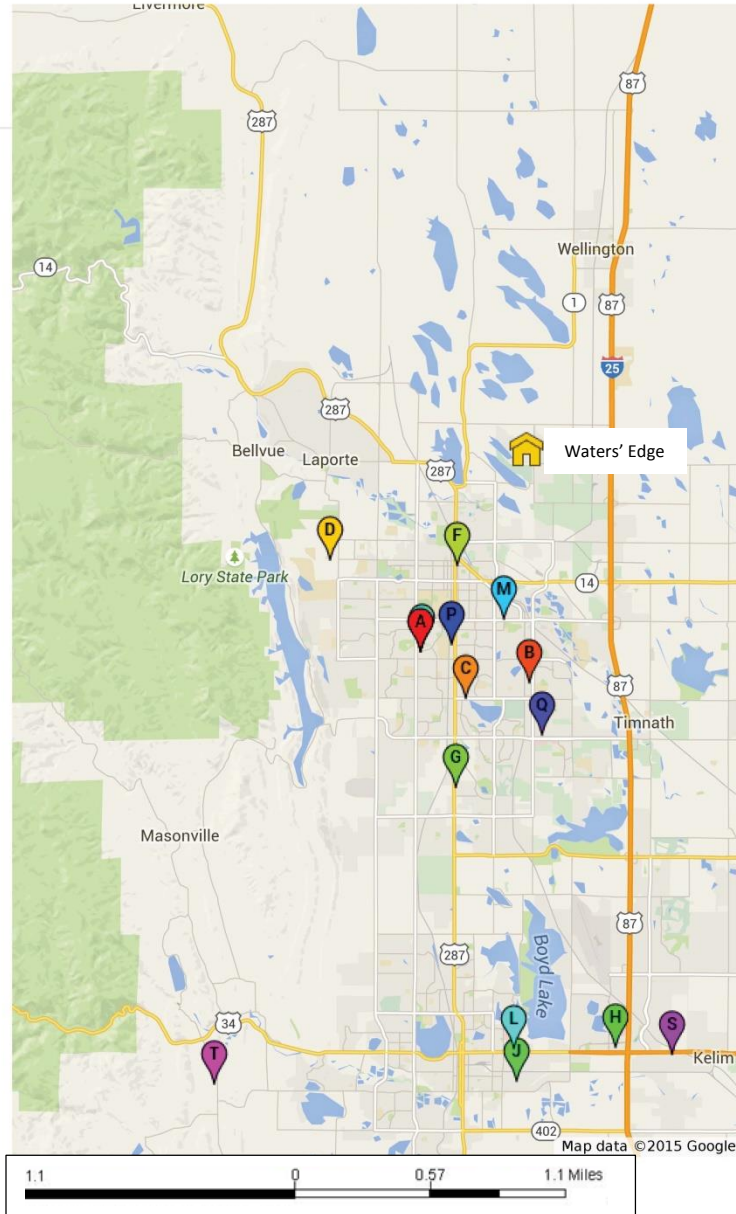 Livermore
87
287
Wellington
14
1
87
25
287
Bellvue
Laporte
287
Waters' Edge
D
F
Lory State Park
14
M
A
P
B
C
87
Q
Timnath
G
Masonville
87
287
Boyd Lake
34
L
H
S
T
J
Kelim
402
Map data ©2015 Google
1.1 0 0.57 1.1 Miles